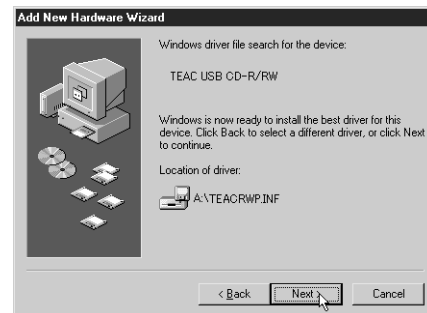 Add New Hardware Wizard
Windows driver file search for the device:
TEAC USB CD-R/RW
Windows is now ready to install the best driver for this
device. Click Back to select a different driver, or click Next
to continue.
Location of driver:
A:\TEACRWP.INF
< Back
Next >
Cancel